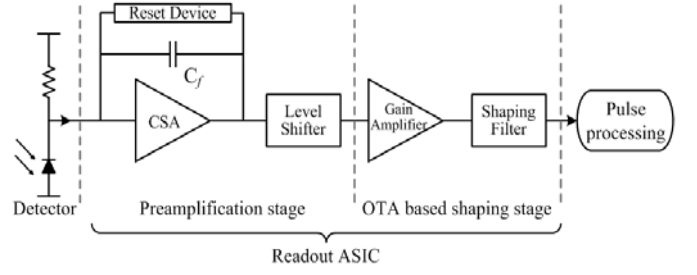 Reset Device
C_f
CSA
Level
Shifter
Gain
Amplifier
Shaping
Filter
Pulse
processing
Detector
Preamplification stage
OTA based shaping stage
Readout ASIC